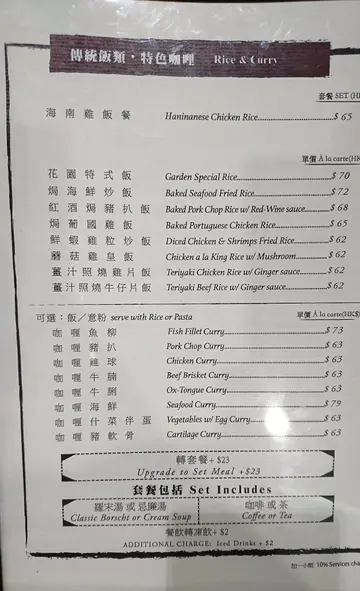 傳統飯類·特色咖喱 Rice & Curry
套餐 SET (H
海南雞飯餐 Haninanese Chicken Rice $ 65
單價 À la carte(HK
花園特式飯 Garden Special Rice $ 70
焗海鮮炒飯 Baked Seafood Fried Rice $ 72
紅酒焗豬扒飯 Baked Pork Chop Rice w/ Red-Wine sauce $ 68
焗葡國雞飯 Baked Portuguese Chicken Rice $ 65
鮮蝦雞粒炒飯 Diced Chicken & Shrimps Fried Rice $ 62
蘑菇雞皇飯 Chicken a la King Rice w/ Mushroom $ 62
薑汁照燒雞片飯 Teriyaki Chicken Rice w/ Ginger sauce $ 62
薑汁照燒牛仔片飯 Teriyaki Beef Rice w/ Ginger sauce $ 62
可選：飯／意粉 serve with Rice or Pasta 單價 À la carte(HK$)
咖喱魚柳 Fish Fillet Curry $ 73
咖喱豬扒 Pork Chop Curry $ 63
咖喱雞球 Chicken Curry $ 63
咖喱牛腩 Beef Brisket Curry $ 63
咖喱牛脷 Ox-Tongue Curry $ 63
咖喱海鮮 Seafood Curry $ 79
咖喱什菜伴蛋 Vegetables w/ Egg Curry $ 63
咖喱豬軟骨 Cartilage Curry $ 63
轉套餐+ $23
Upgrade to Set Meal +$23
套餐包括 Set Includes
羅宋湯 或 忌廉湯 咖啡 或 茶
Classic Borscht or Cream Soup Coffee or Tea
餐飲轉凍飲+ $2
ADDITIONAL CHARGE: Iced Drinks + $2
加一小賬 10% Services cha